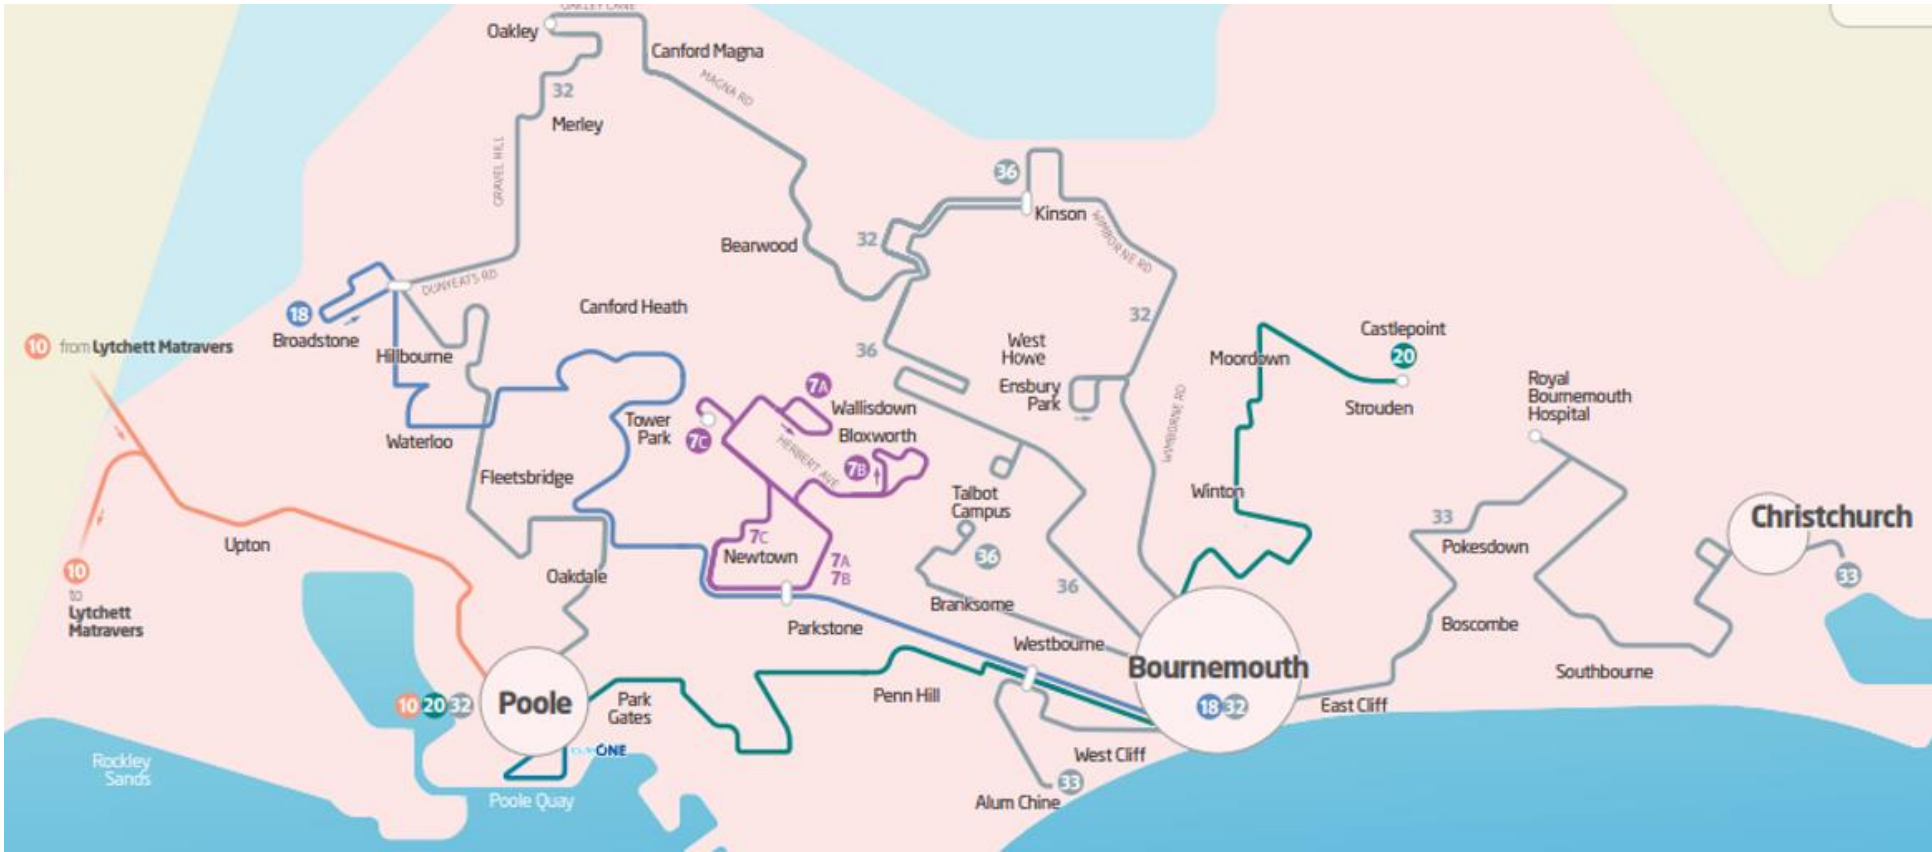 OAKLEY LANE
Oakley
Canford Magna
MAGNA RD
32
Merley
GRAVEL HILL
36
Kinson
WIMBORNE RD
Bearwood
32
DUNYEATS RD
18
Broadstone
Canford Heath
32
10 from Lytchett Matravers
Hillbourne
36
West
Howe
Ensbury
Park
WIMBORNE RD
Moordown
Castlepoint
20
Strouden
Royal
Bournemouth
Hospital
7A
Wallisdown
Tower
Park
7C
Bloxworth
HERBERT AVE
7B
Waterloo
Fleetsbridge
Talbot
Campus
Winton
33
Christchurch
Upton
7C
Newtown
7A
7B
36
Pokesdown
33
10
to
Lytchett
Matravers
Oakdale
36
Branksome
Parkstone
Westbourne
Boscombe
Bournemouth
18 32
Southbourne
10 20 32
Poole
Park
Gates
Penn Hill
East Cliff
ONE
West Cliff
Rockley
Sands
Poole Quay
33
Alum Chine